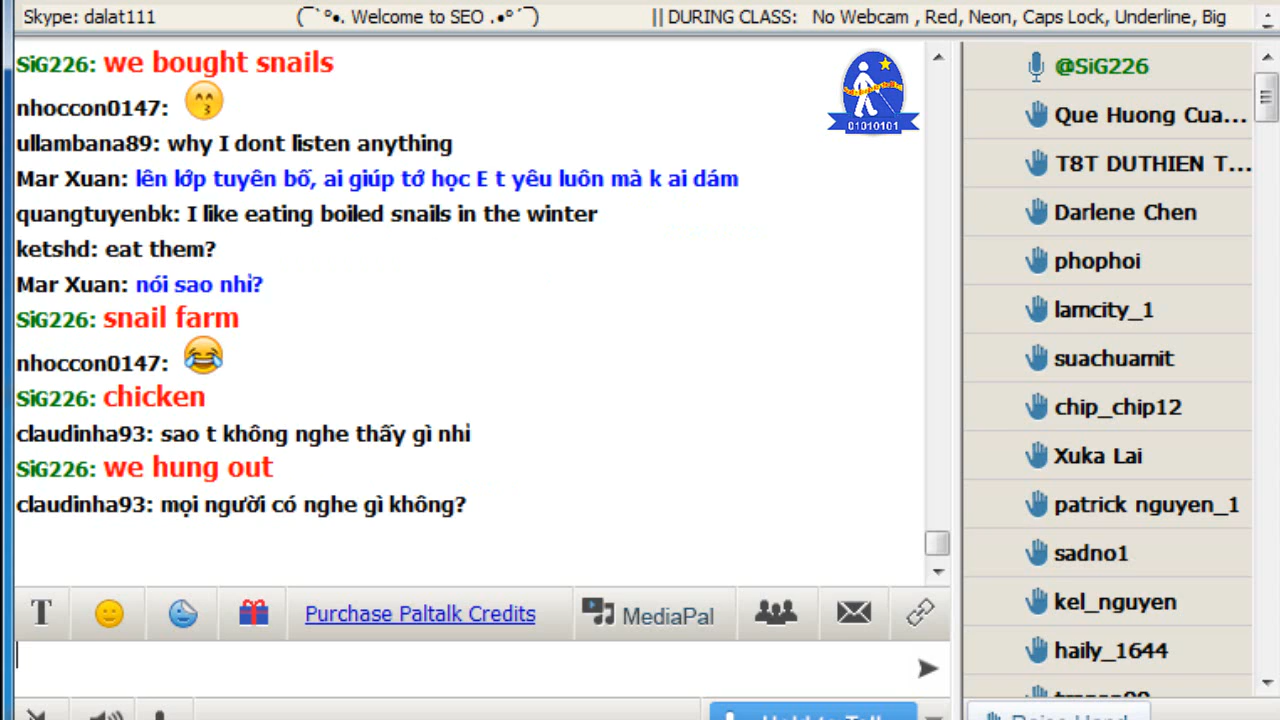 Skype: dalat111 (¯`°•. Welcome to SEO .•°´¯) || DURING CLASS: No Webcam , Red, Neon, Caps Lock, Underline, Big
SiG226: we bought snails
nhoccon0147:
ullambana89: why I dont listen anything
Mar Xuan: lên lớp tuyên bố, ai giúp tớ học E t yêu luôn mà k ai dám
quangtuyenbk: I like eating boiled snails in the winter
ketshd: eat them?
Mar Xuan: nói sao nhỉ?
SiG226: snail farm
nhoccon0147:
SiG226: chicken
claudinha93: sao t không nghe thấy gì nhỉ
SiG226: we hung out
claudinha93: mọi người có nghe gì không?
01010101
@SiG226
Que Huong Cua...
T8T DUTHIEN T...
Darlene Chen
phophoi
lamcity_1
suachuamit
chip_chip12
Xuka Lai
patrick nguyen_1
sadno1
kel_nguyen
haily_1644
T Purchase Paltalk Credits MediaPal